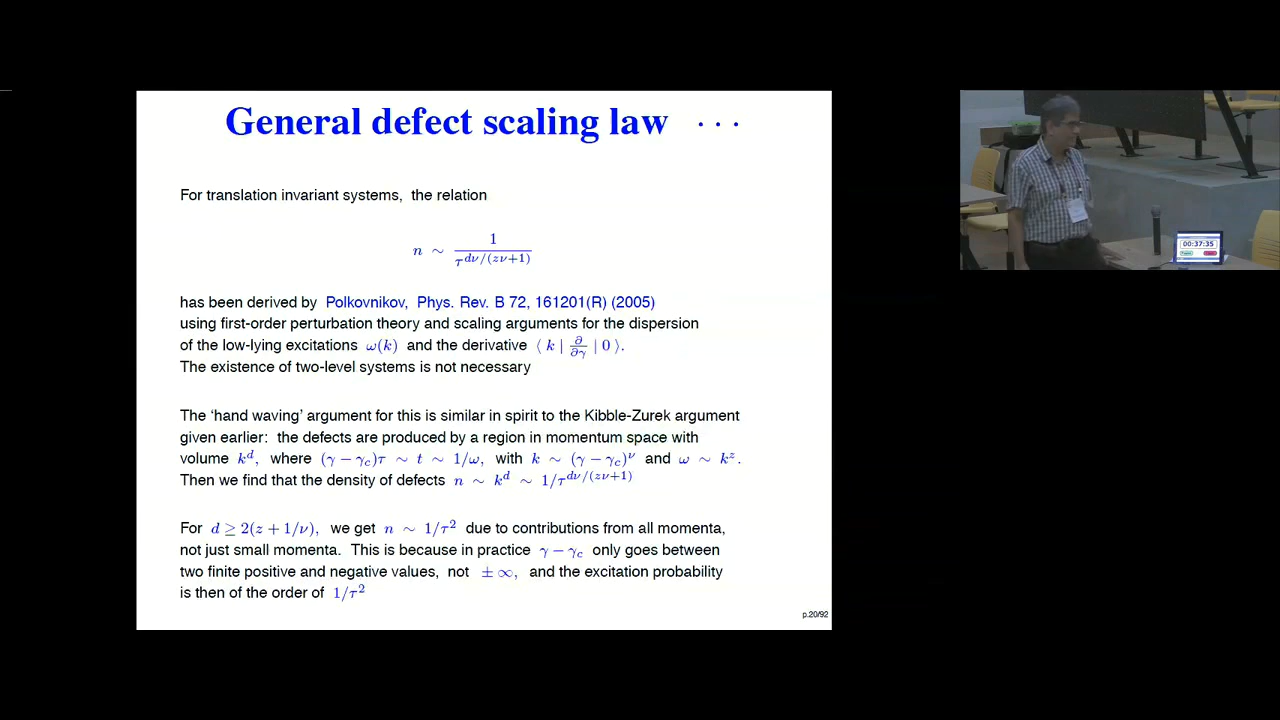 General defect scaling law · · ·
For translation invariant systems, the relation
n ∼ 1 / τ^{dν/(zν+1)}
has been derived by Polkovnikov, Phys. Rev. B 72, 161201(R) (2005)
using first-order perturbation theory and scaling arguments for the dispersion
of the low-lying excitations ω(k) and the derivative ⟨ k | ∂/∂γ | 0 ⟩.
The existence of two-level systems is not necessary
The ‘hand waving’ argument for this is similar in spirit to the Kibble-Zurek argument
given earlier: the defects are produced by a region in momentum space with
volume k^d, where (γ − γ_c)τ ∼ t ∼ 1/ω, with k ∼ (γ − γ_c)^ν and ω ∼ k^z.
Then we find that the density of defects n ∼ k^d ∼ 1/τ^{dν/(zν+1)}
For d ≥ 2(z + 1/ν), we get n ∼ 1/τ^2 due to contributions from all momenta,
not just small momenta. This is because in practice γ − γ_c only goes between
two finite positive and negative values, not ± ∞, and the excitation probability
is then of the order of 1/τ^2
p.20/92
00:37:35